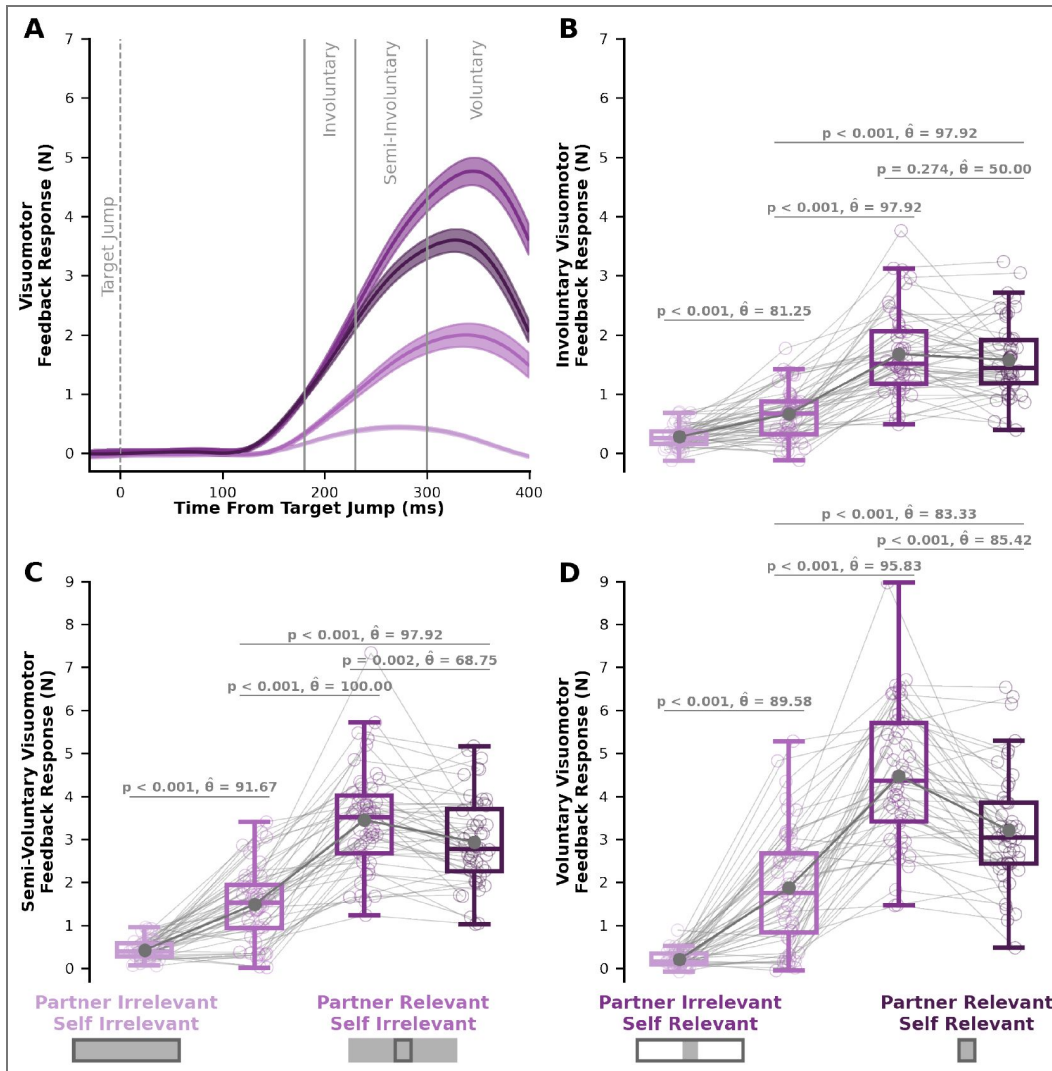 A
7
6
5
4
3
2
1
0
Visuomotor
Feedback Response (N)
Target Jump
Involuntary
Semi-Involuntary
Voluntary
0
100
200
300
400
Time From Target Jump (ms)
B
7
6
5
4
3
2
1
0
Involuntary Visuomotor
Feedback Response (N)
p < 0.001, θ̂ = 97.92
p = 0.274, θ̂ = 50.00
p < 0.001, θ̂ = 97.92
p < 0.001, θ̂ = 81.25
C
9
8
7
6
5
4
3
2
1
0
Semi-Voluntary Visuomotor
Feedback Response (N)
p < 0.001, θ̂ = 97.92
p = 0.002, θ̂ = 68.75
p < 0.001, θ̂ = 100.00
p < 0.001, θ̂ = 91.67
D
9
8
7
6
5
4
3
2
1
0
Voluntary Visuomotor
Feedback Response (N)
p < 0.001, θ̂ = 83.33
p < 0.001, θ̂ = 85.42
p < 0.001, θ̂ = 95.83
p < 0.001, θ̂ = 89.58
Partner Irrelevant
Self Irrelevant
Partner Relevant
Self Irrelevant
Partner Irrelevant
Self Relevant
Partner Relevant
Self Relevant